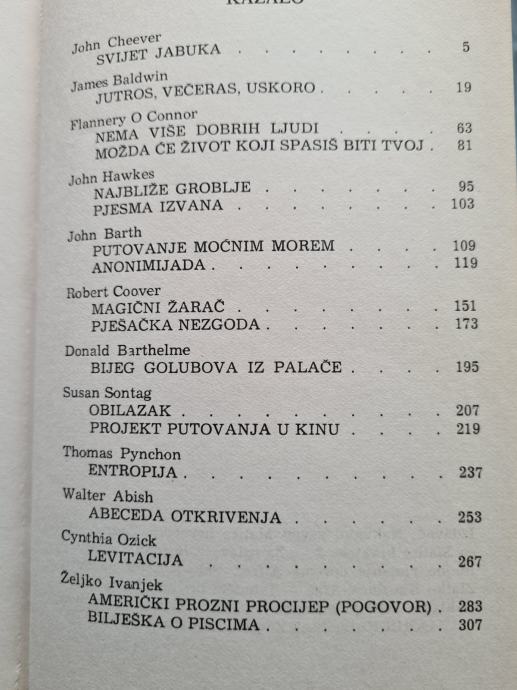 KAZALO
John Cheever
SVIJET JABUKA . . . . . . . . 5
James Baldwin
JUTROS, VEČERAS, USKORO . . . . . 19
Flannery O Connor
NEMA VIŠE DOBRIH LJUDI . . . . 63
MOŽDA ĆE ŽIVOT KOJI SPASIŠ BITI TVOJ . 81
John Hawkes
NAJBLIŽE GROBLJE . . . . . . . 95
PJESMA IZVANA . . . . . . . . 103
John Barth
PUTOVANJE MOĆNIM MOREM . . . . 109
ANONIMIJADA . . . . . . . . . 119
Robert Coover
MAGIČNI ŽARAČ . . . . . . . . 151
PJEŠAČKA NEZGODA . . . . . . . 173
Donald Barthelme
BIJEG GOLUBOVA IZ PALAČE . . . . 195
Susan Sontag
OBILAZAK . . . . . . . . . . 207
PROJEKT PUTOVANJA U KINU . . . . 219
Thomas Pynchon
ENTROPIJA . . . . . . . . . . 237
Walter Abish
ABECEDA OTKRIVENJA . . . . . . 253
Cynthia Ozick
LEVITACIJA . . . . . . . . . 267
Željko Ivanjek
AMERIČKI PROZNI PROCIJEP (POGOVOR) . 283
BILJEŠKA O PISCIMA . . . . . . . 307